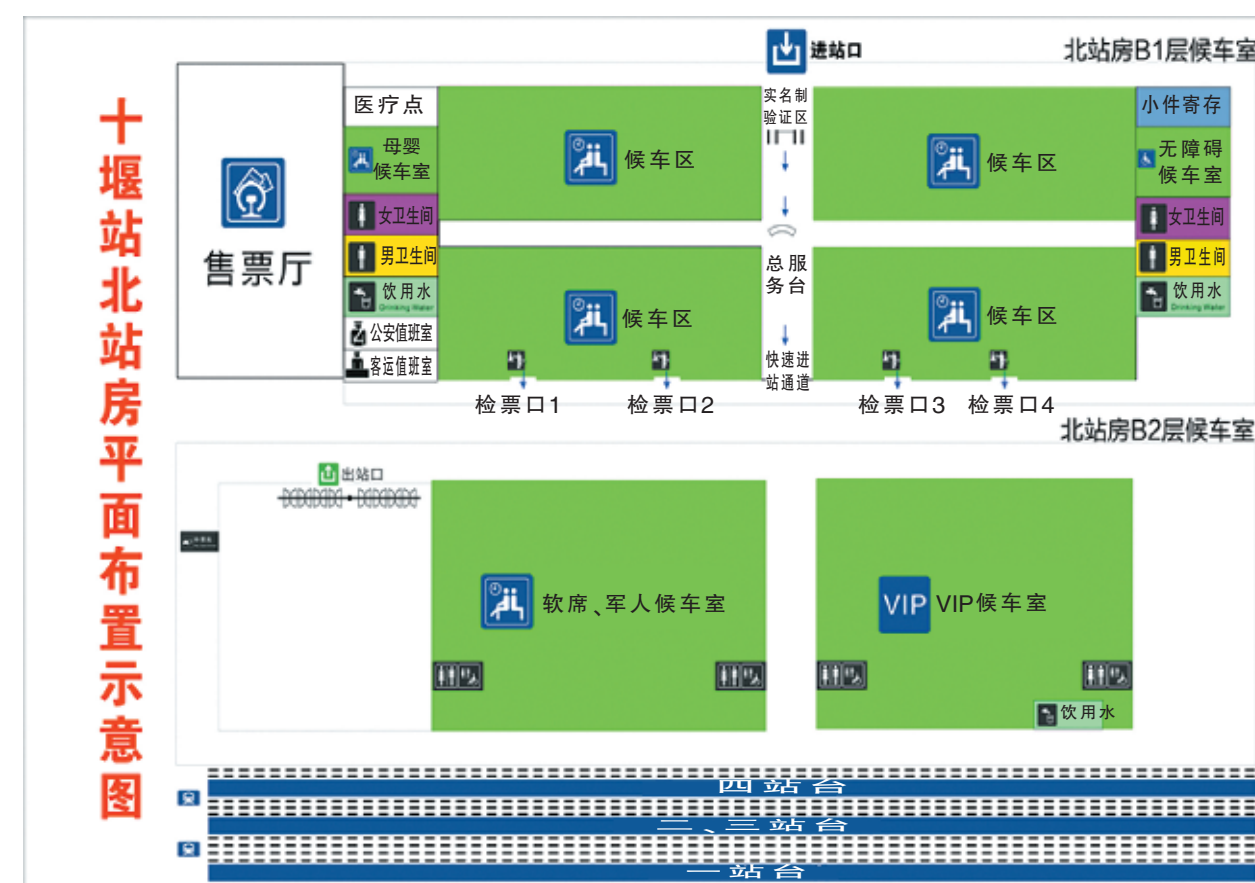 十堰站北站房平面布置示意图
北站房B1层候车室
进站口
售票厅
医疗点
母婴
候车室
女卫生间
男卫生间
饮用水
Drinking Water
公安值班室
客运值班室
候车区
候车区
实名制
验证区
总服
务台
快速进
站通道
候车区
候车区
小件寄存
无障碍
候车室
女卫生间
男卫生间
饮用水
Drinking Water
检票口1
检票口2
检票口3
检票口4
北站房B2层候车室
出站口
软席、军人候车室
VIP
VIP候车室
饮用水
四站台
二、三站台
一站台